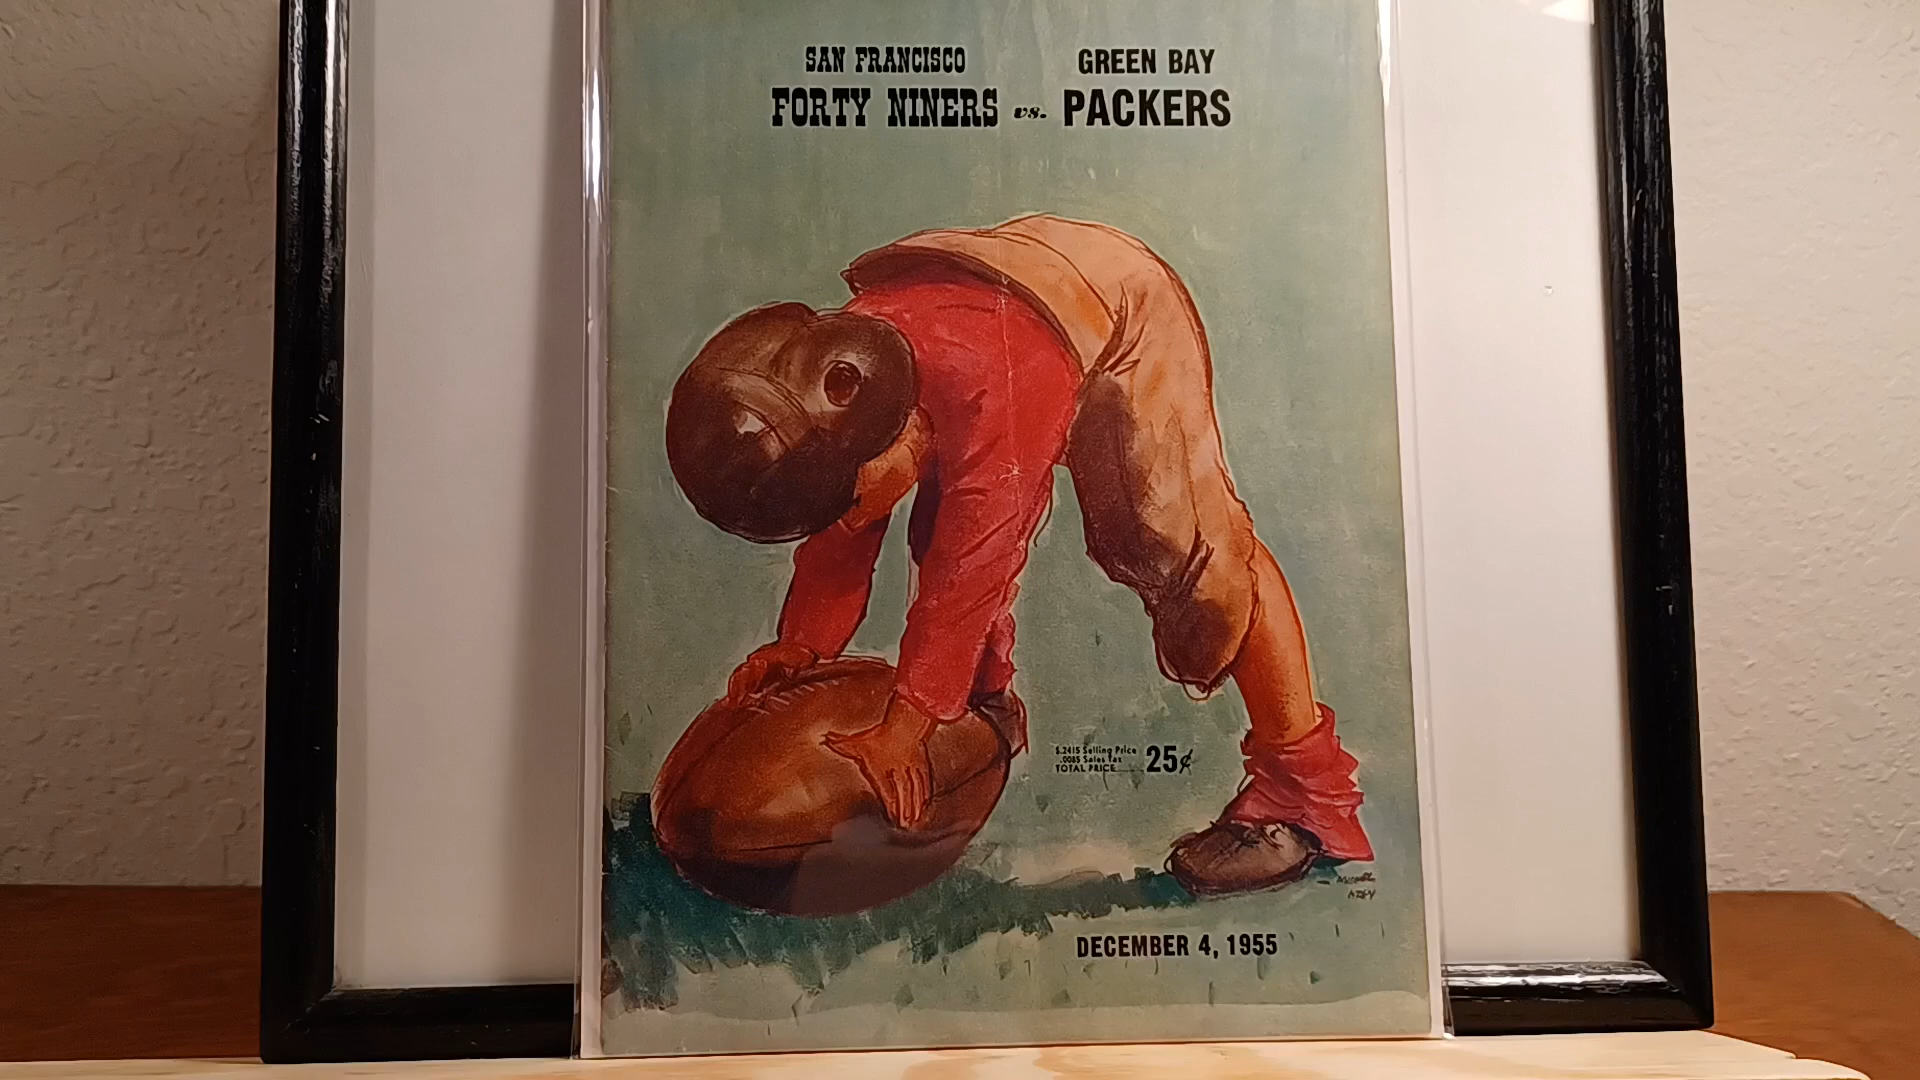 SAN FRANCISCO
FORTY NINERS vs.
GREEN BAY
PACKERS
$.2415 Selling Price
.0085 Sales Tax
TOTAL PRICE 25¢
DECEMBER 4, 1955